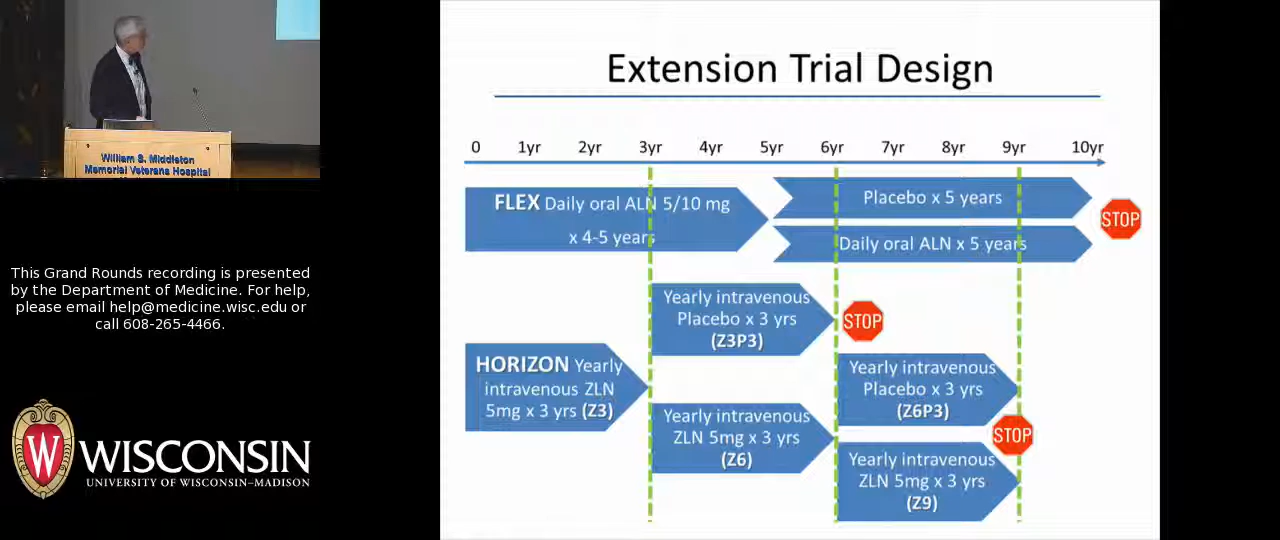 William S. Middleton
Memorial Veterans Hospital
This Grand Rounds recording is presented
by the Department of Medicine. For help,
please email help@medicine.wisc.edu or
call 608-265-4466.
W
WISCONSIN
UNIVERSITY OF WISCONSIN–MADISON
Extension Trial Design
0 1yr 2yr 3yr 4yr 5yr 6yr 7yr 8yr 9yr 10yr
FLEX Daily oral ALN 5/10 mg
x 4-5 years
Placebo x 5 years
Daily oral ALN x 5 years
STOP
Yearly intravenous
Placebo x 3 yrs
(Z3P3)
STOP
HORIZON Yearly
intravenous ZLN
5mg x 3 yrs (Z3)
Yearly intravenous
ZLN 5mg x 3 yrs
(Z6)
Yearly intravenous
Placebo x 3 yrs
(Z6P3)
STOP
Yearly intravenous
ZLN 5mg x 3 yrs
(Z9)